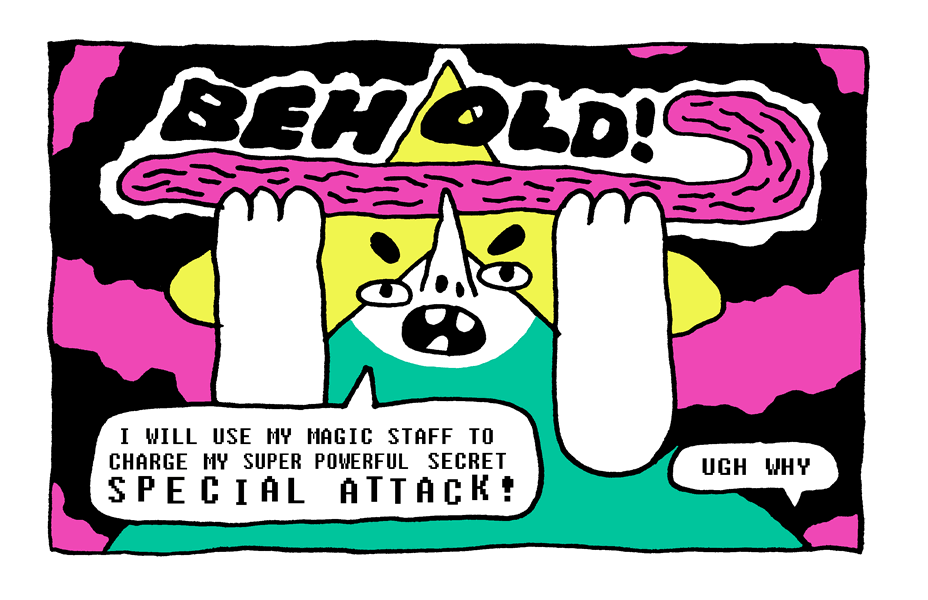 BEHOLD!
I WILL USE MY MAGIC STAFF TO
CHARGE MY SUPER POWERFUL SECRET
SPECIAL ATTACK!
UGH WHY